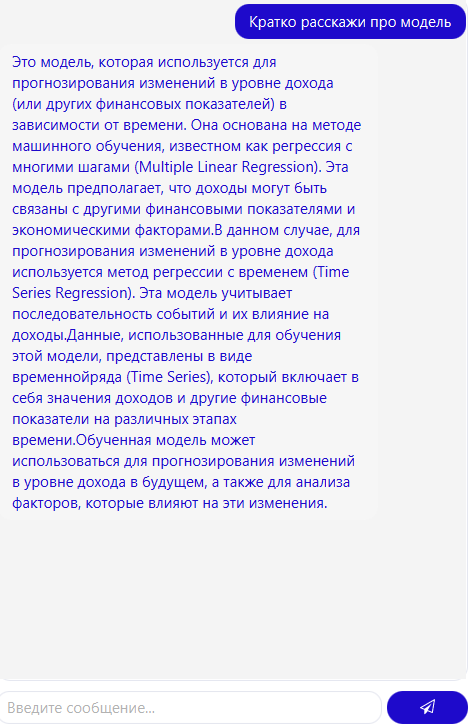 Кратко расскажи про модель
Это модель, которая используется для
прогнозирования изменений в уровне дохода
(или других финансовых показателей) в
зависимости от времени. Она основана на методе
машинного обучения, известном как регрессия с
многими шагами (Multiple Linear Regression). Эта
модель предполагает, что доходы могут быть
связаны с другими финансовыми показателями и
экономическими факторами.В данном случае, для
прогнозирования изменений в уровне дохода
используется метод регрессии с временем (Time
Series Regression). Эта модель учитывает
последовательность событий и их влияние на
доходы.Данные, использованные для обучения
этой модели, представлены в виде
временнойряда (Time Series), который включает в
себя значения доходов и другие финансовые
показатели на различных этапах
времени.Обученная модель может
использоваться для прогнозирования изменений
в уровне дохода в будущем, а также для анализа
факторов, которые влияют на эти изменения.
Введите сообщение...